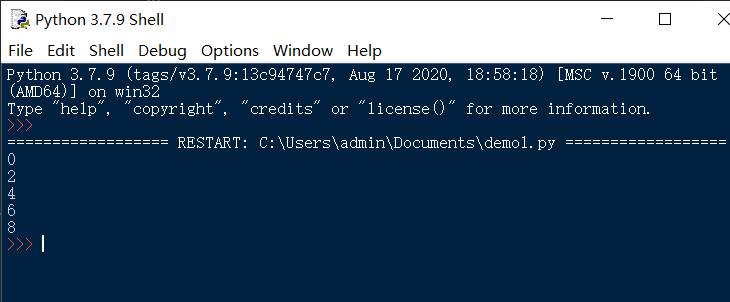 Python 3.7.9 Shell
File Edit Shell Debug Options Window Help
Python 3.7.9 (tags/v3.7.9:13c94747c7, Aug 17 2020, 18:58:18) [MSC v.1900 64 bit
(AMD64)] on win32
Type "help", "copyright", "credits" or "license()" for more information.
>>>
================== RESTART: C:\Users\admin\Documents\demo1.py ==================
0
2
4
6
8
>>>